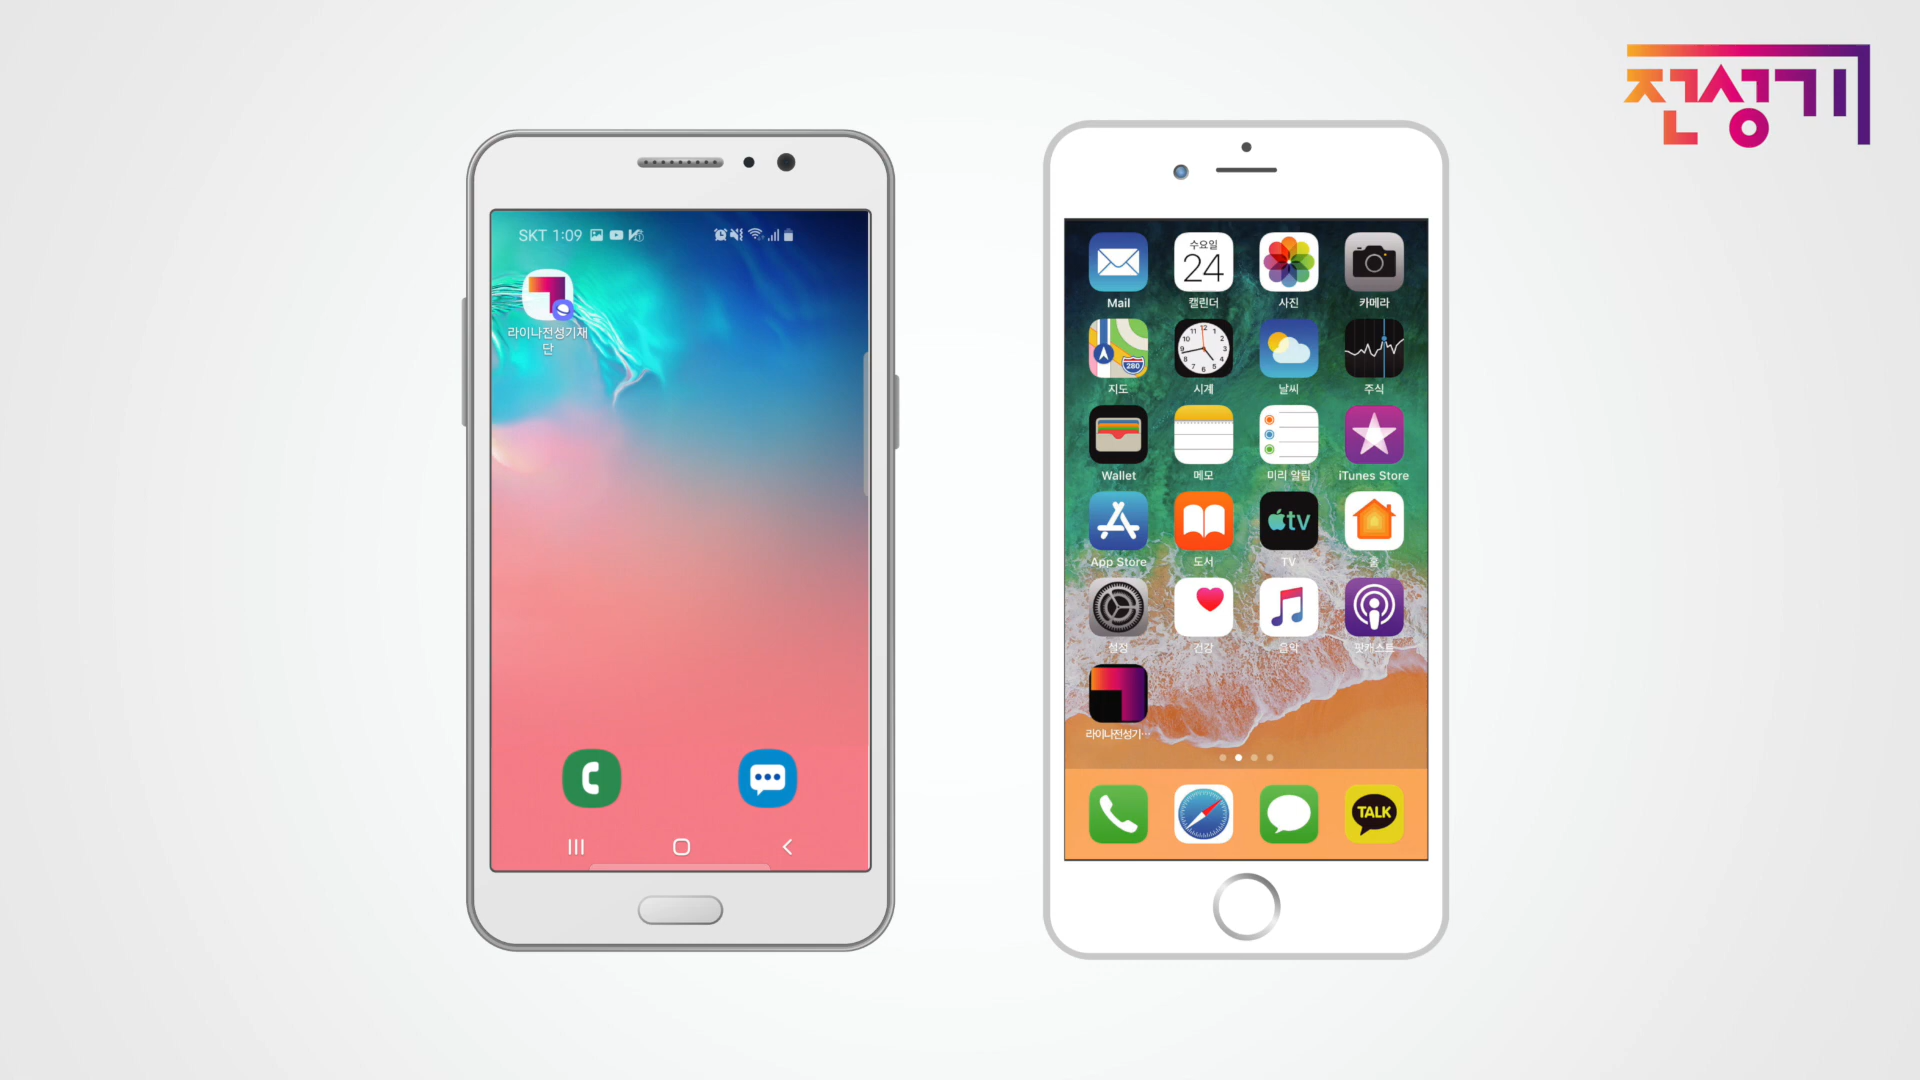 전성기
SKT 1:09
라이나전성기재
단
수요일
24
Mail
캘린더
사진
카메라
280
지도
시계
날씨
주식
Wallet
메모
미리 알림
iTunes Store
tv
App Store
도서
TV
홈
설정
건강
음악
팟캐스트
라이나전성기…
TALK